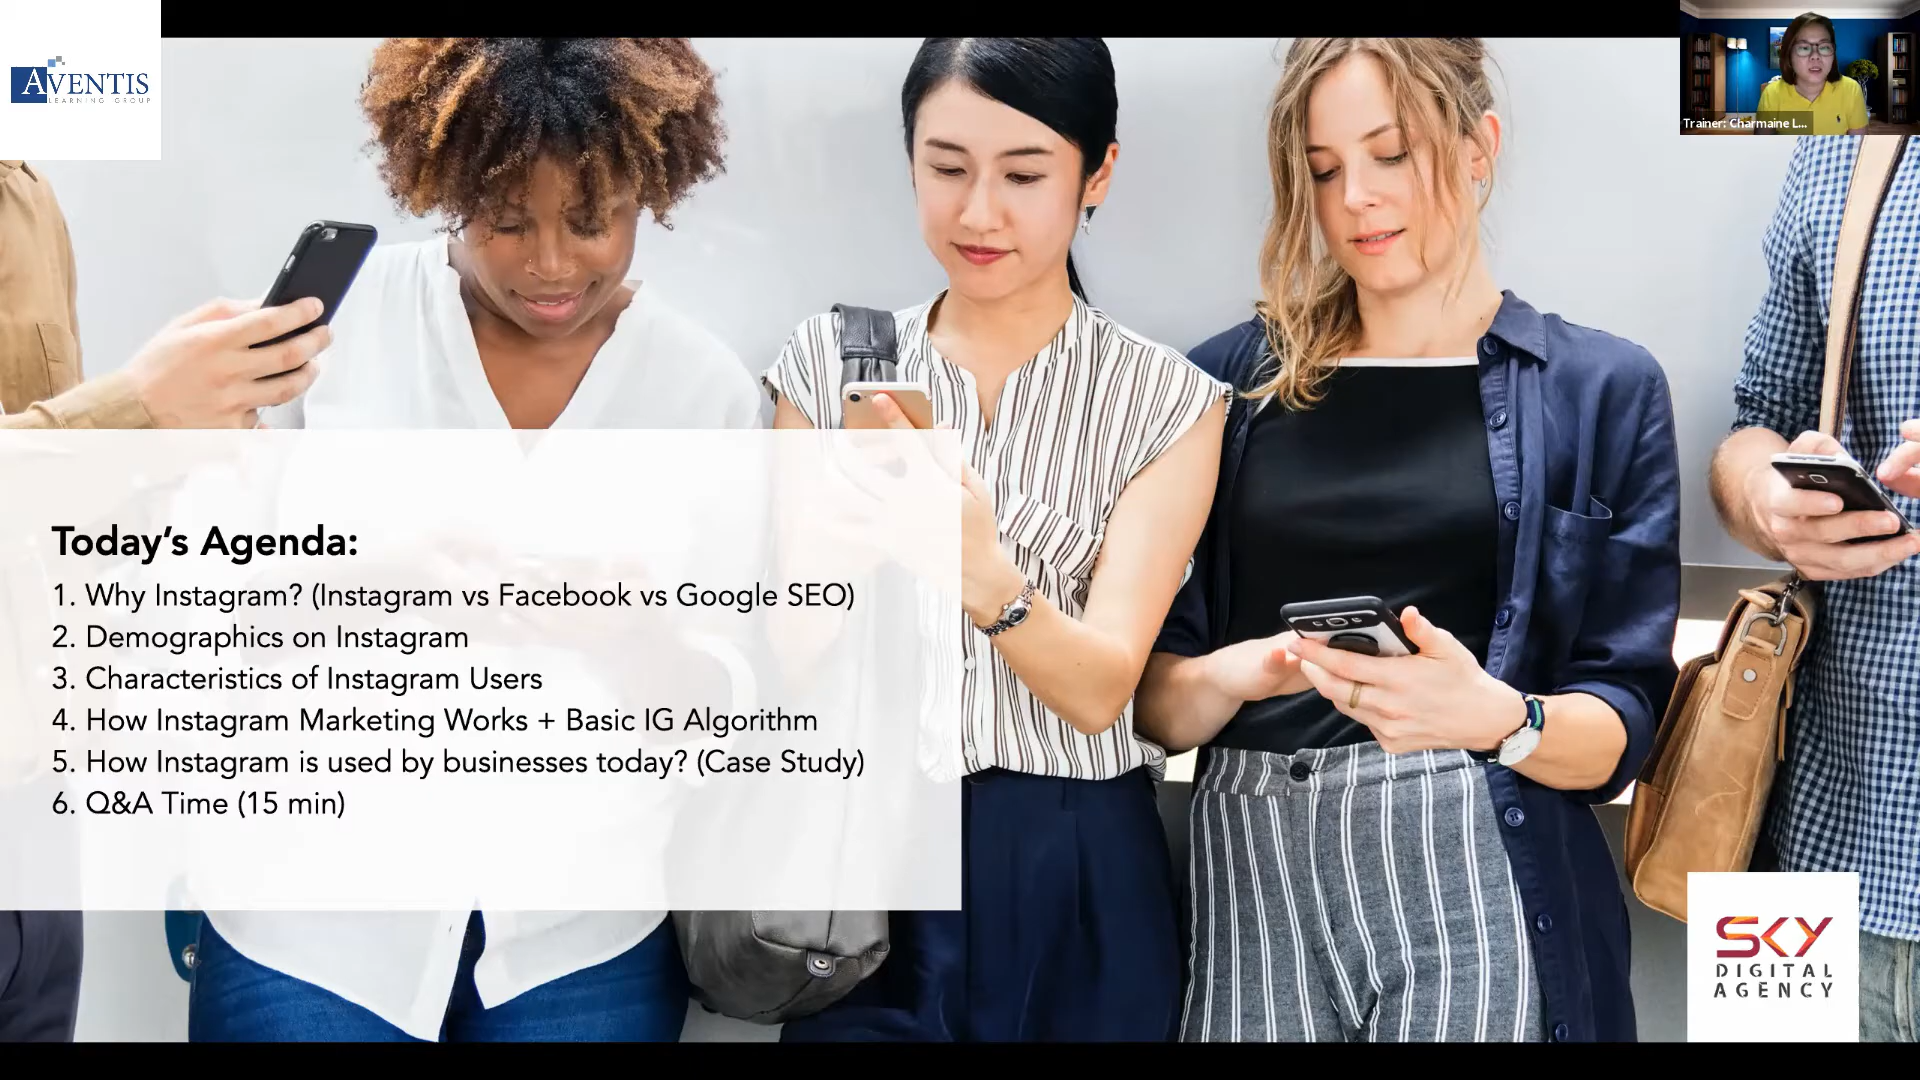 AVENTIS
LEARNING GROUP
Trainer: Charmaine L...
Today's Agenda:
1. Why Instagram? (Instagram vs Facebook vs Google SEO)
2. Demographics on Instagram
3. Characteristics of Instagram Users
4. How Instagram Marketing Works + Basic IG Algorithm
5. How Instagram is used by businesses today? (Case Study)
6. Q&A Time (15 min)
SKY
DIGITAL
AGENCY